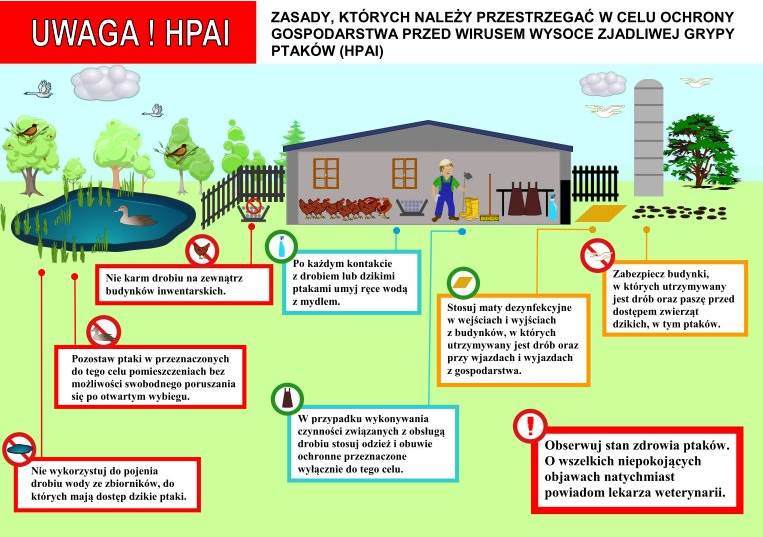 UWAGA ! HPAI
ZASADY, KTÓRYCH NALEŻY PRZESTRZEGAĆ W CELU OCHRONY
GOSPODARSTWA PRZED WIRUSEM WYSOCE ZJADLIWEJ GRYPY
PTAKÓW (HPAI)
Nie karm drobiu na zewnątrz
budynków inwentarskich.
Po każdym kontakcie
z drobiem lub dzikimi
ptakami umyj ręce wodą
z mydłem.
Zabezpiecz budynki,
w których utrzymywany
jest drób oraz paszę przed
dostępem zwierząt
dzikich, w tym ptaków.
Stosuj maty dezynfekcyjne
w wejściach i wyjściach
z budynków, w których
utrzymywany jest drób oraz
przy wjazdach i wyjazdach
z gospodarstwa.
Pozostaw ptaki w przeznaczonych
do tego celu pomieszczeniach bez
możliwości swobodnego poruszania
się po otwartym wybiegu.
W przypadku wykonywania
czynności związanych z obsługą
drobiu stosuj odzież i obuwie
ochronne przeznaczone
wyłącznie do tego celu.
Nie wykorzystuj do pojenia
drobiu wody ze zbiorników, do
których mają dostęp dzikie ptaki.
!
Obserwuj stan zdrowia ptaków.
O wszelkich niepokojących
objawach natychmiast
powiadom lekarza weterynarii.